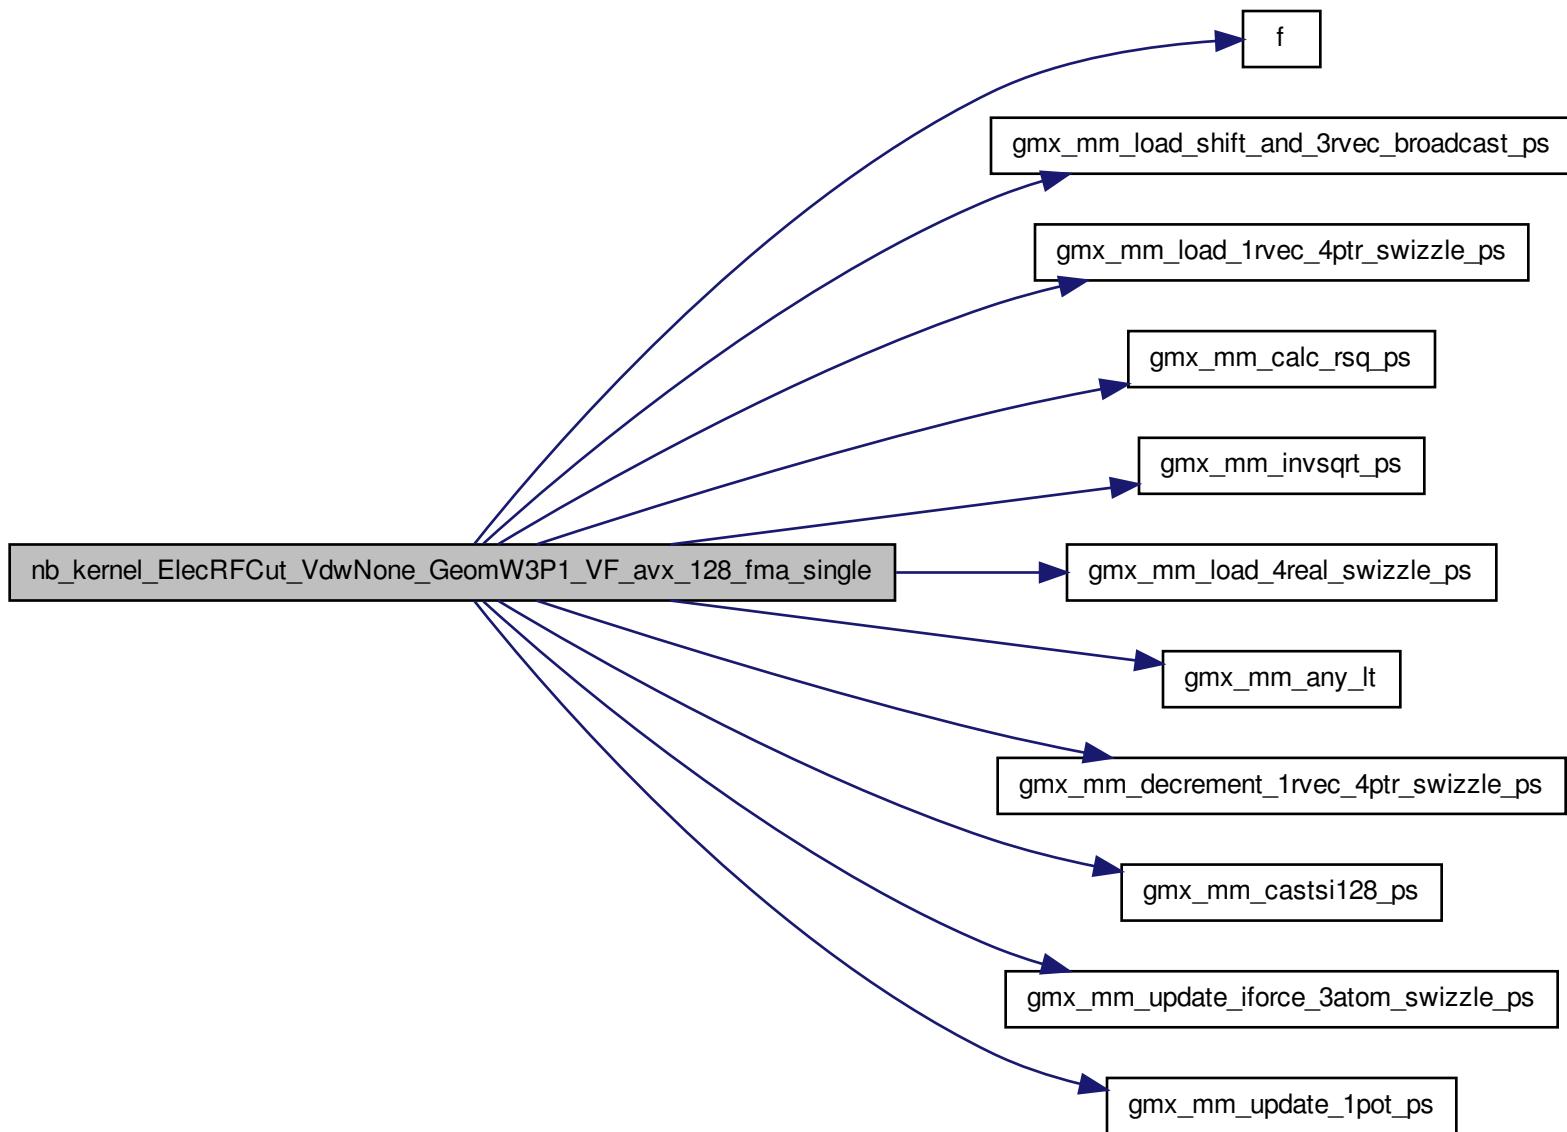 f
gmx_mm_load_shift_and_3rvec_broadcast_ps
gmx_mm_load_1rvec_4ptr_swizzle_ps
gmx_mm_calc_rsq_ps
gmx_mm_invsqrt_ps
nb_kernel_ElecRFCut_VdwNone_GeomW3P1_VF_avx_128_fma_single
gmx_mm_load_4real_swizzle_ps
gmx_mm_any_lt
gmx_mm_decrement_1rvec_4ptr_swizzle_ps
gmx_mm_castsi128_ps
gmx_mm_update_iforce_3atom_swizzle_ps
gmx_mm_update_1pot_ps